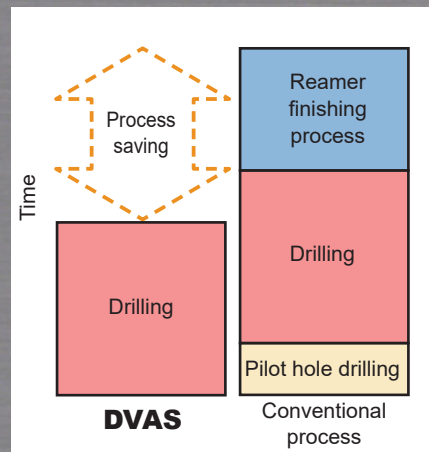 Time
Process
saving
Reamer
finishing
process
Drilling
Drilling
Pilot hole drilling
DVAS
Conventional
process